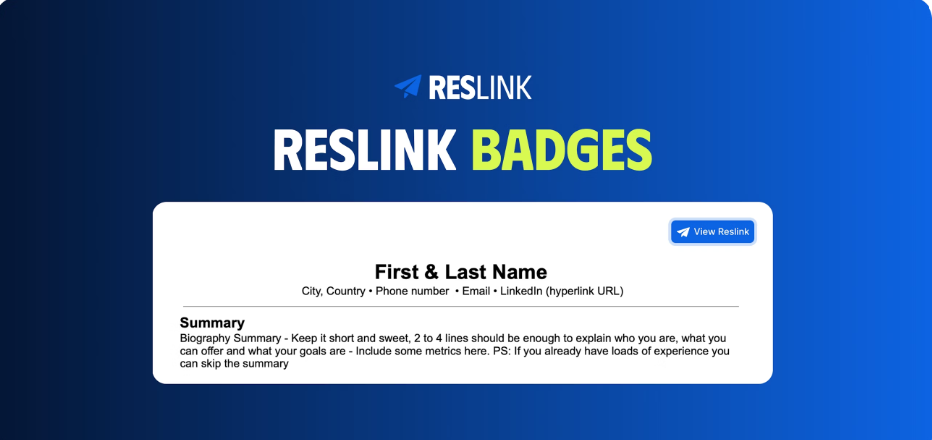 RESLINK
RESLINK BADGES
View Reslink
First & Last Name
City, Country • Phone number • Email • LinkedIn (hyperlink URL)
Summary
Biography Summary - Keep it short and sweet, 2 to 4 lines should be enough to explain who you are, what you
can offer and what your goals are - Include some metrics here. PS: If you already have loads of experience you
can skip the summary